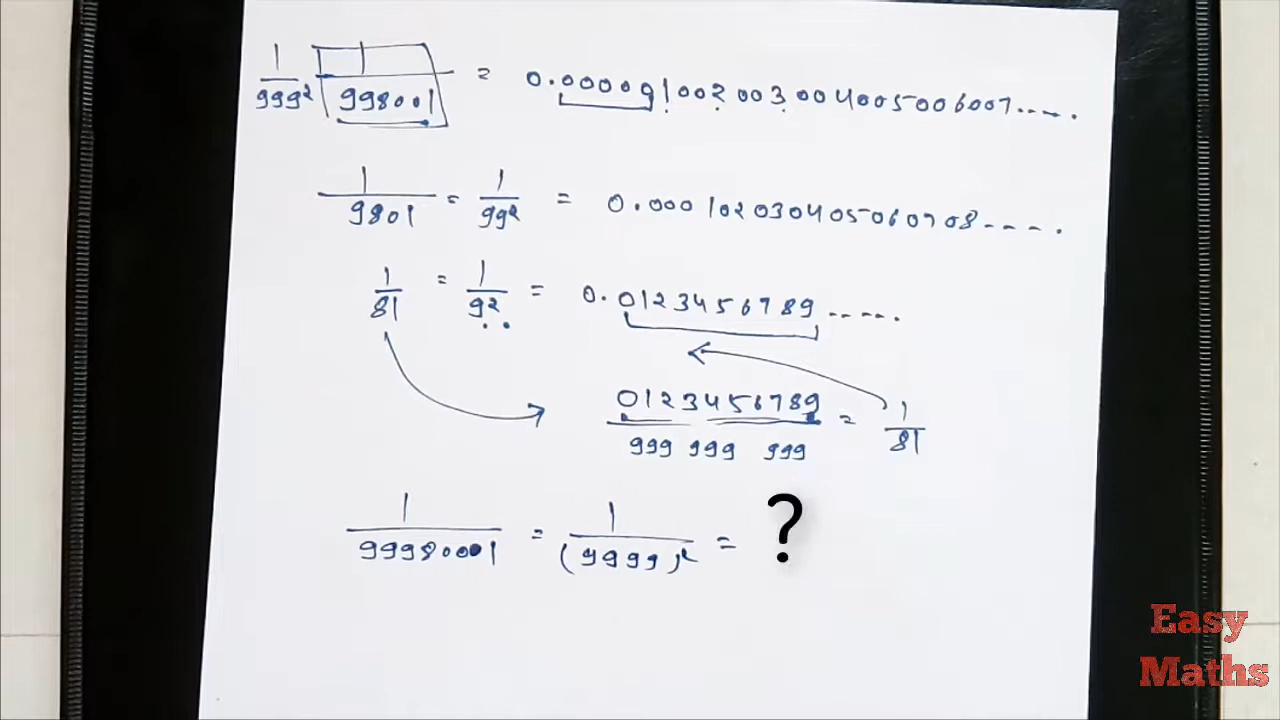 1/999² 1/998001 = 0.000001002003004005006007.....
1/9801 = 1/99² = 0.000102030405060708----.
1/81 = 1/9² = 0.0123456789-----.
0123456789/999 999 999 = 1/81
1/99980001 = 1/(9999)² = ?
Easy
Maths